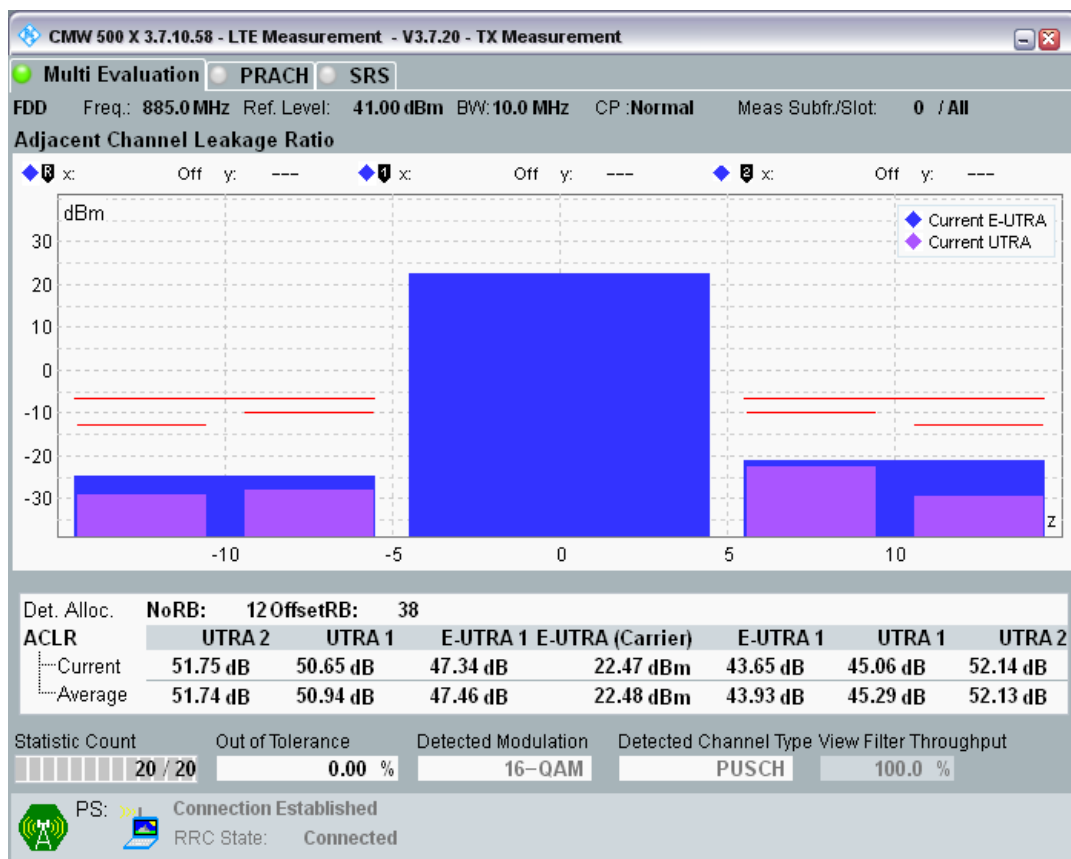 CMW 500 X 3.7.10.58 - LTE Measurement - V3.7.20 - TX Measurement
Multi Evaluation PRACH SRS
FDD Freq.: 885.0 MHz Ref. Level: 41.00 dBm BW: 10.0 MHz CP :Normal Meas Subfr./Slot: 0 / All
Adjacent Channel Leakage Ratio
R x: Off y: --- 1 x: Off y: --- 2 x: Off y: ---
dBm
Current E-UTRA
Current UTRA
30
20
10
0
-10
-20
-30
z
-10 -5 0 5 10
Det. Alloc. NoRB: 12 OffsetRB: 38
ACLR UTRA 2 UTRA 1 E-UTRA 1 E-UTRA (Carrier) E-UTRA 1 UTRA 1 UTRA 2
Current 51.75 dB 50.65 dB 47.34 dB 22.47 dBm 43.65 dB 45.06 dB 52.14 dB
Average 51.74 dB 50.94 dB 47.46 dB 22.48 dBm 43.93 dB 45.29 dB 52.13 dB
Statistic Count Out of Tolerance Detected Modulation Detected Channel Type View Filter Throughput
20 / 20 0.00 % 16-QAM PUSCH 100.0 %
PS: Connection Established
RRC State: Connected